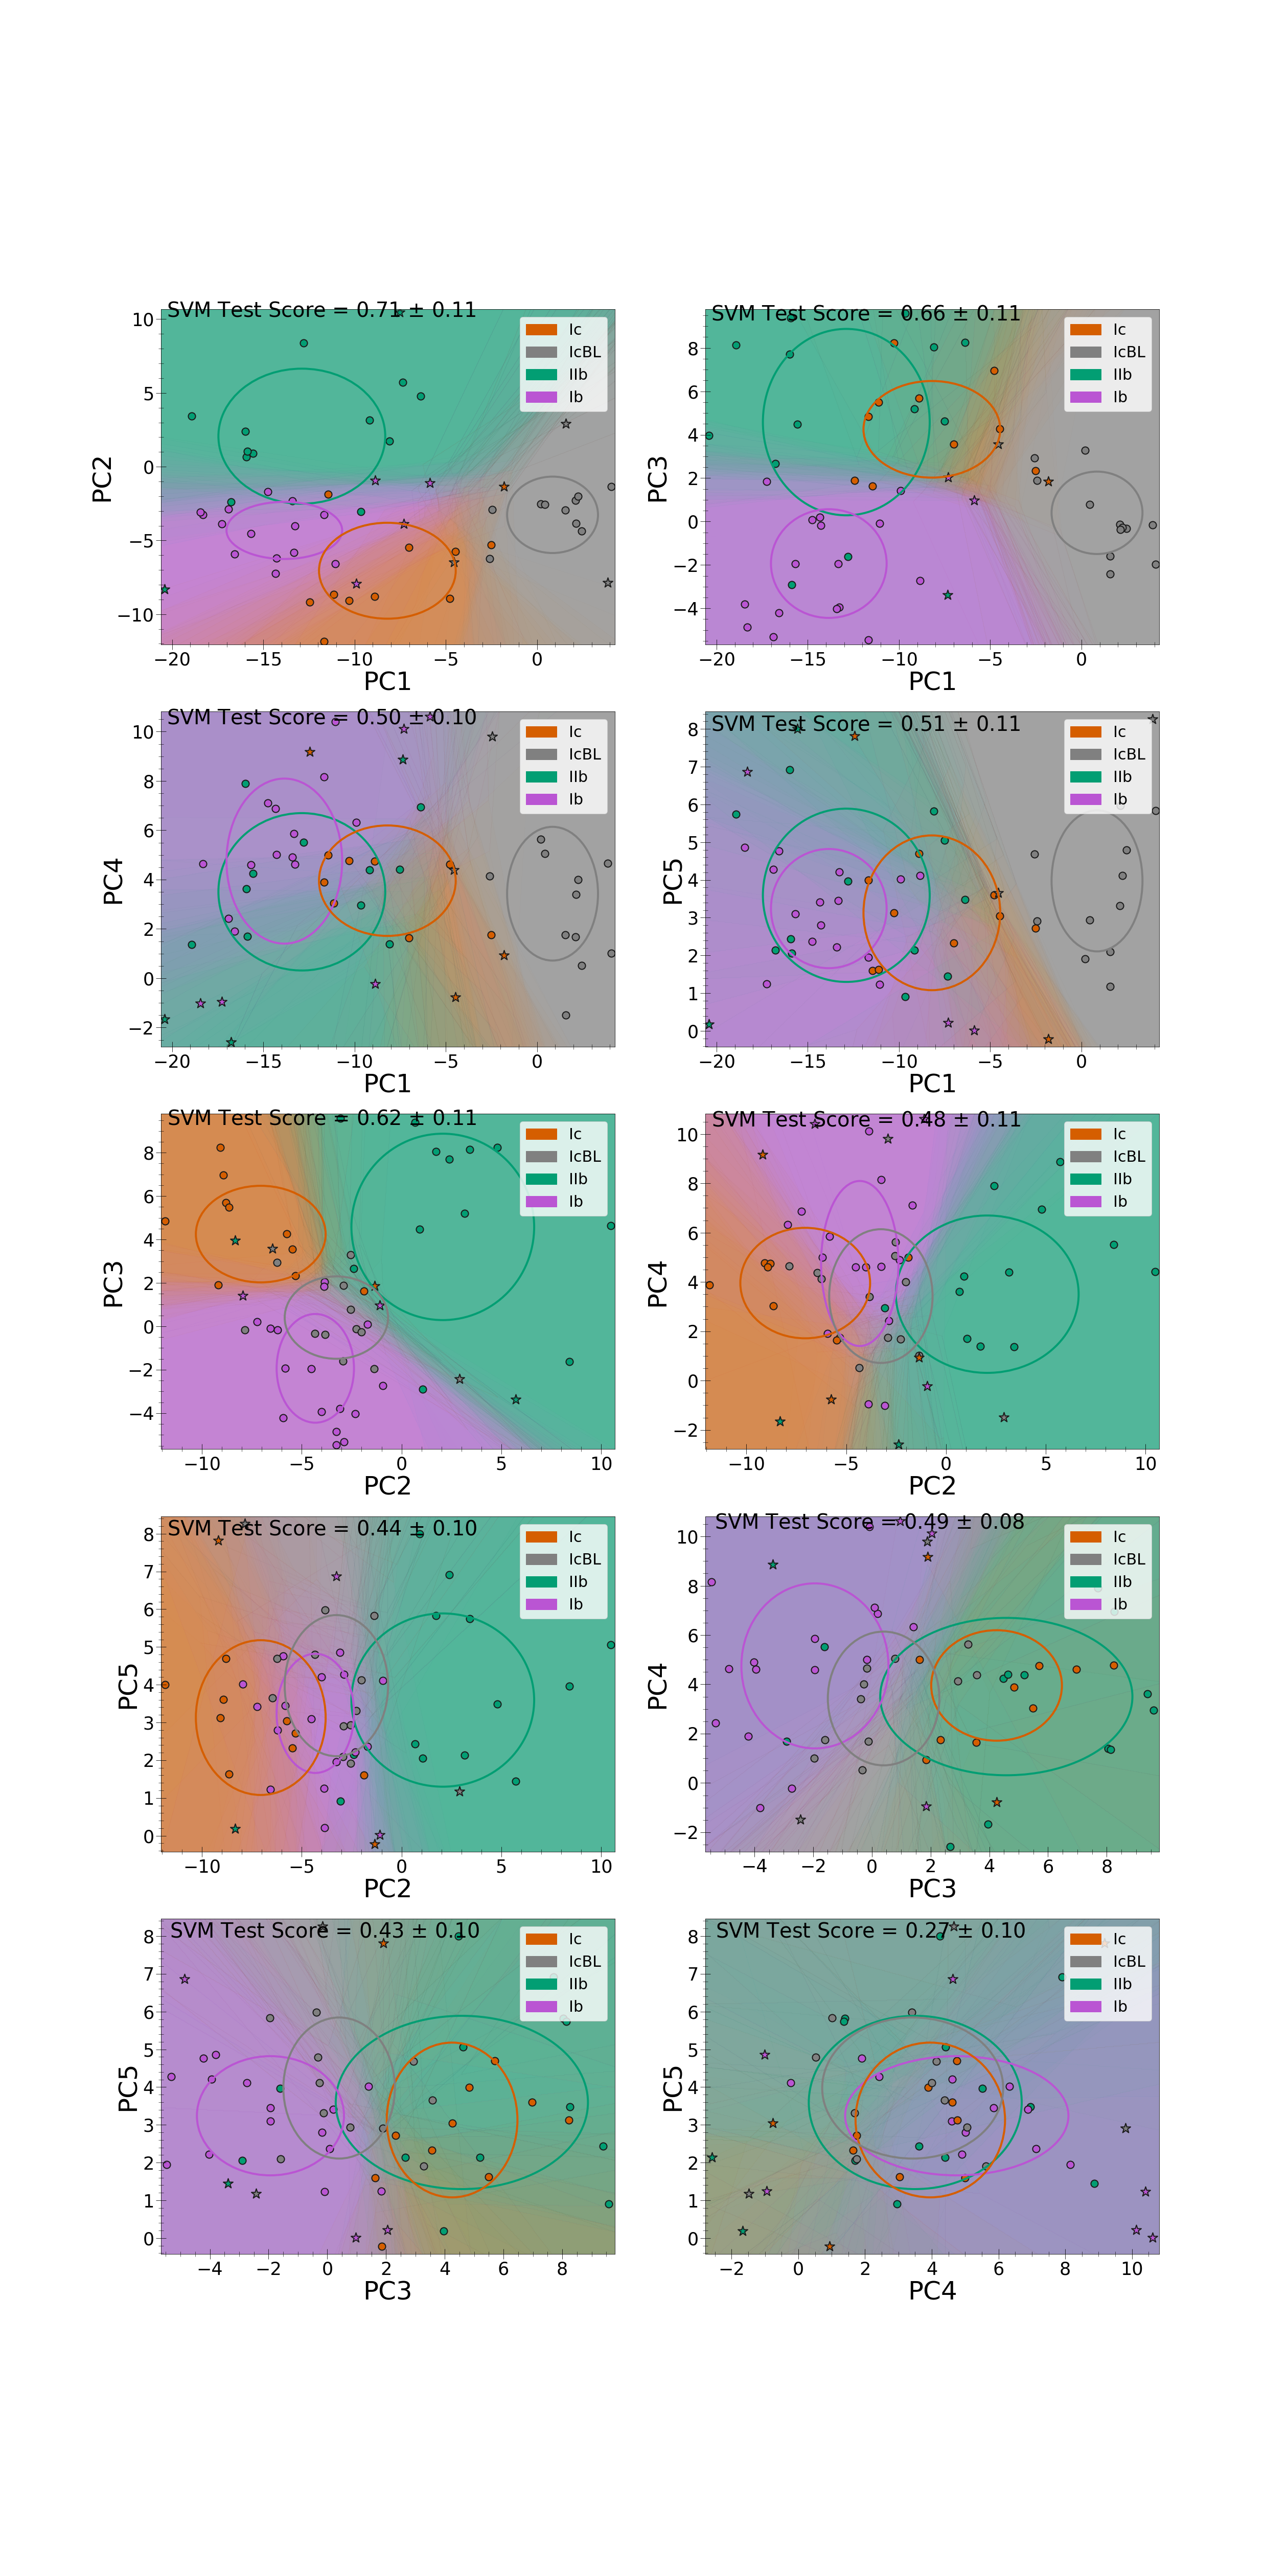 SVM Test Score = 0.71 ± 0.11
Ic
IcBL
IIb
Ib
10
5
0
−5
−10
PC2
−20 −15 −10 −5 0
PC1
SVM Test Score = 0.66 ± 0.11
Ic
IcBL
IIb
Ib
8
6
4
2
0
−2
−4
PC3
−20 −15 −10 −5 0
PC1
SVM Test Score = 0.50 ± 0.10
Ic
IcBL
IIb
Ib
10
8
6
4
2
0
−2
PC4
−20 −15 −10 −5 0
PC1
SVM Test Score = 0.51 ± 0.11
Ic
IcBL
IIb
Ib
8
7
6
5
4
3
2
1
0
PC5
−20 −15 −10 −5 0
PC1
SVM Test Score = 0.62 ± 0.11
Ic
IcBL
IIb
Ib
8
6
4
2
0
−2
−4
PC3
−10 −5 0 5 10
PC2
SVM Test Score = 0.48 ± 0.11
Ic
IcBL
IIb
Ib
10
8
6
4
2
0
−2
PC4
−10 −5 0 5 10
PC2
SVM Test Score = 0.44 ± 0.10
Ic
IcBL
IIb
Ib
8
7
6
5
4
3
2
1
0
PC5
−10 −5 0 5 10
PC2
SVM Test Score = 0.49 ± 0.08
Ic
IcBL
IIb
Ib
10
8
6
4
2
0
−2
PC4
−4 −2 0 2 4 6 8
PC3
SVM Test Score = 0.43 ± 0.10
Ic
IcBL
IIb
Ib
8
7
6
5
4
3
2
1
0
PC5
−4 −2 0 2 4 6 8
PC3
SVM Test Score = 0.27 ± 0.10
Ic
IcBL
IIb
Ib
8
7
6
5
4
3
2
1
0
PC5
−2 0 2 4 6 8 10
PC4